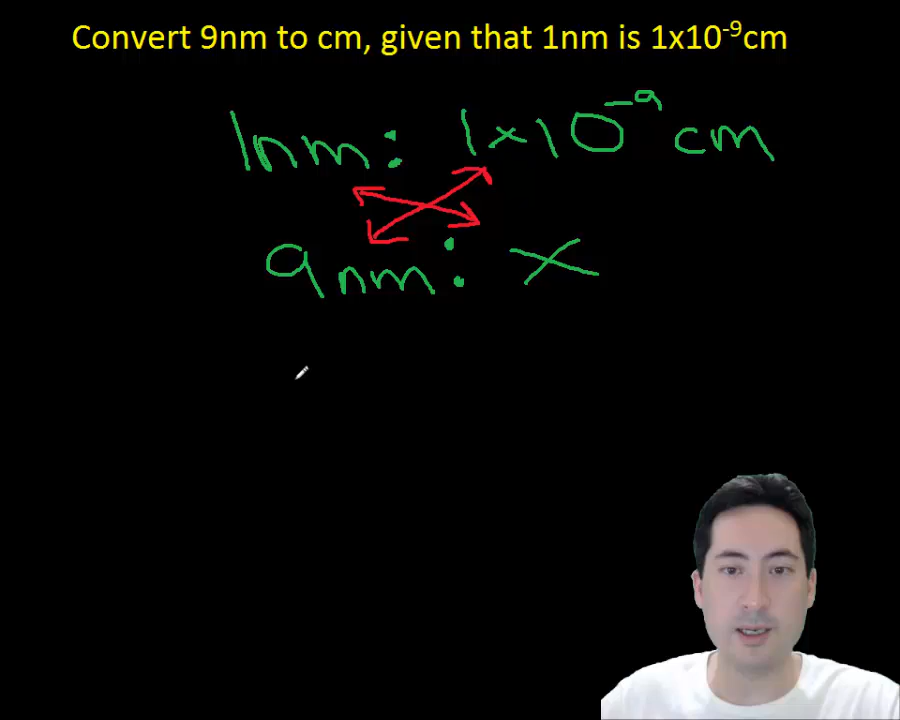 Convert 9nm to cm, given that 1nm is 1x10⁻⁹cm
1nm: 1x10⁻⁹ cm
9nm: x